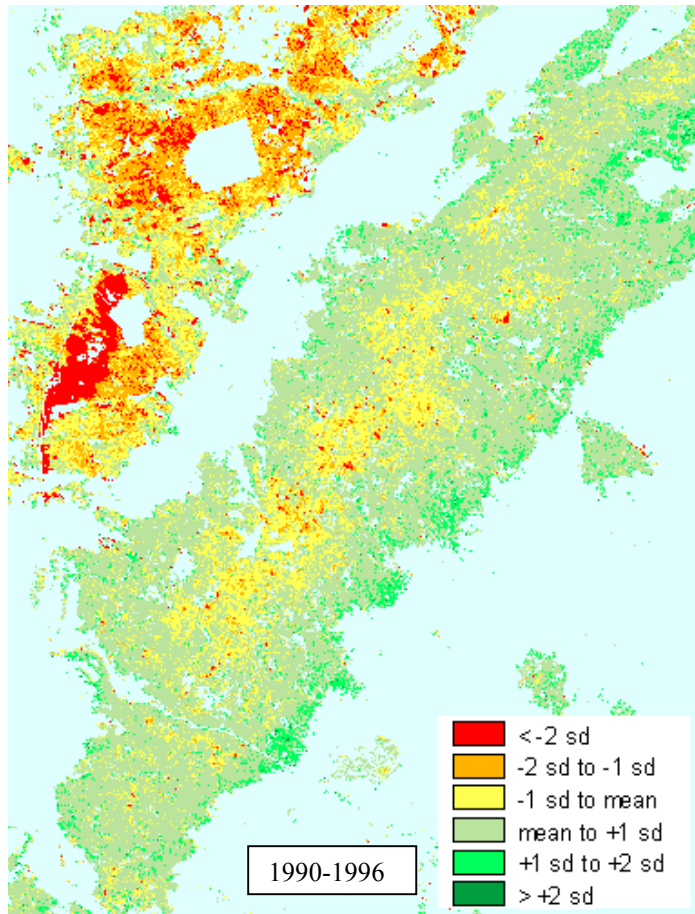 < -2 sd
-2 sd to -1 sd
-1 sd to mean
mean to +1 sd
+1 sd to +2 sd
> +2 sd
1990-1996